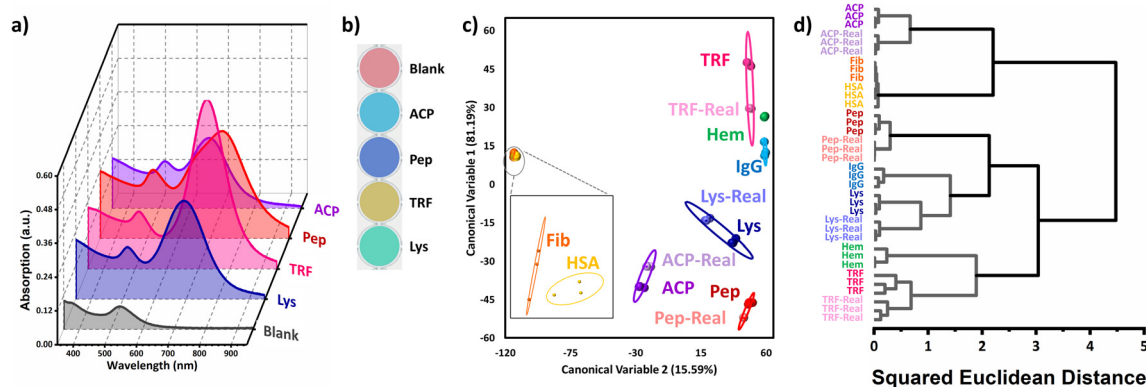 a)
0.60
0.48
0.36
0.24
0.12
0.00
Absorption (a.u.)
400 500 600 700 800 900
Wavelength (nm)
ACP
Pep
TRF
Lys
Blank
b)
Blank
ACP
Pep
TRF
Lys
c)
60
45
30
15
0
-15
-30
-45
-60
Canonical Variable 1 (81.19%)
-120 -75 -30 15 60
Canonical Variable 2 (15.59%)
TRF
TRF-Real
Hem
IgG
Lys-Real
Lys
ACP-Real
ACP
Pep
Pep-Real
Fib
HSA
d)
ACP
ACP
ACP
ACP-Real
ACP-Real
ACP-Real
Fib
Fib
Fib
HSA
HSA
HSA
Pep
Pep
Pep
Pep-Real
Pep-Real
Pep-Real
IgG
IgG
IgG
Lys
Lys
Lys
Lys-Real
Lys-Real
Lys-Real
Hem
Hem
Hem
TRF
TRF
TRF
TRF-Real
TRF-Real
TRF-Real
0 1 2 3 4 5
Squared Euclidean Distance